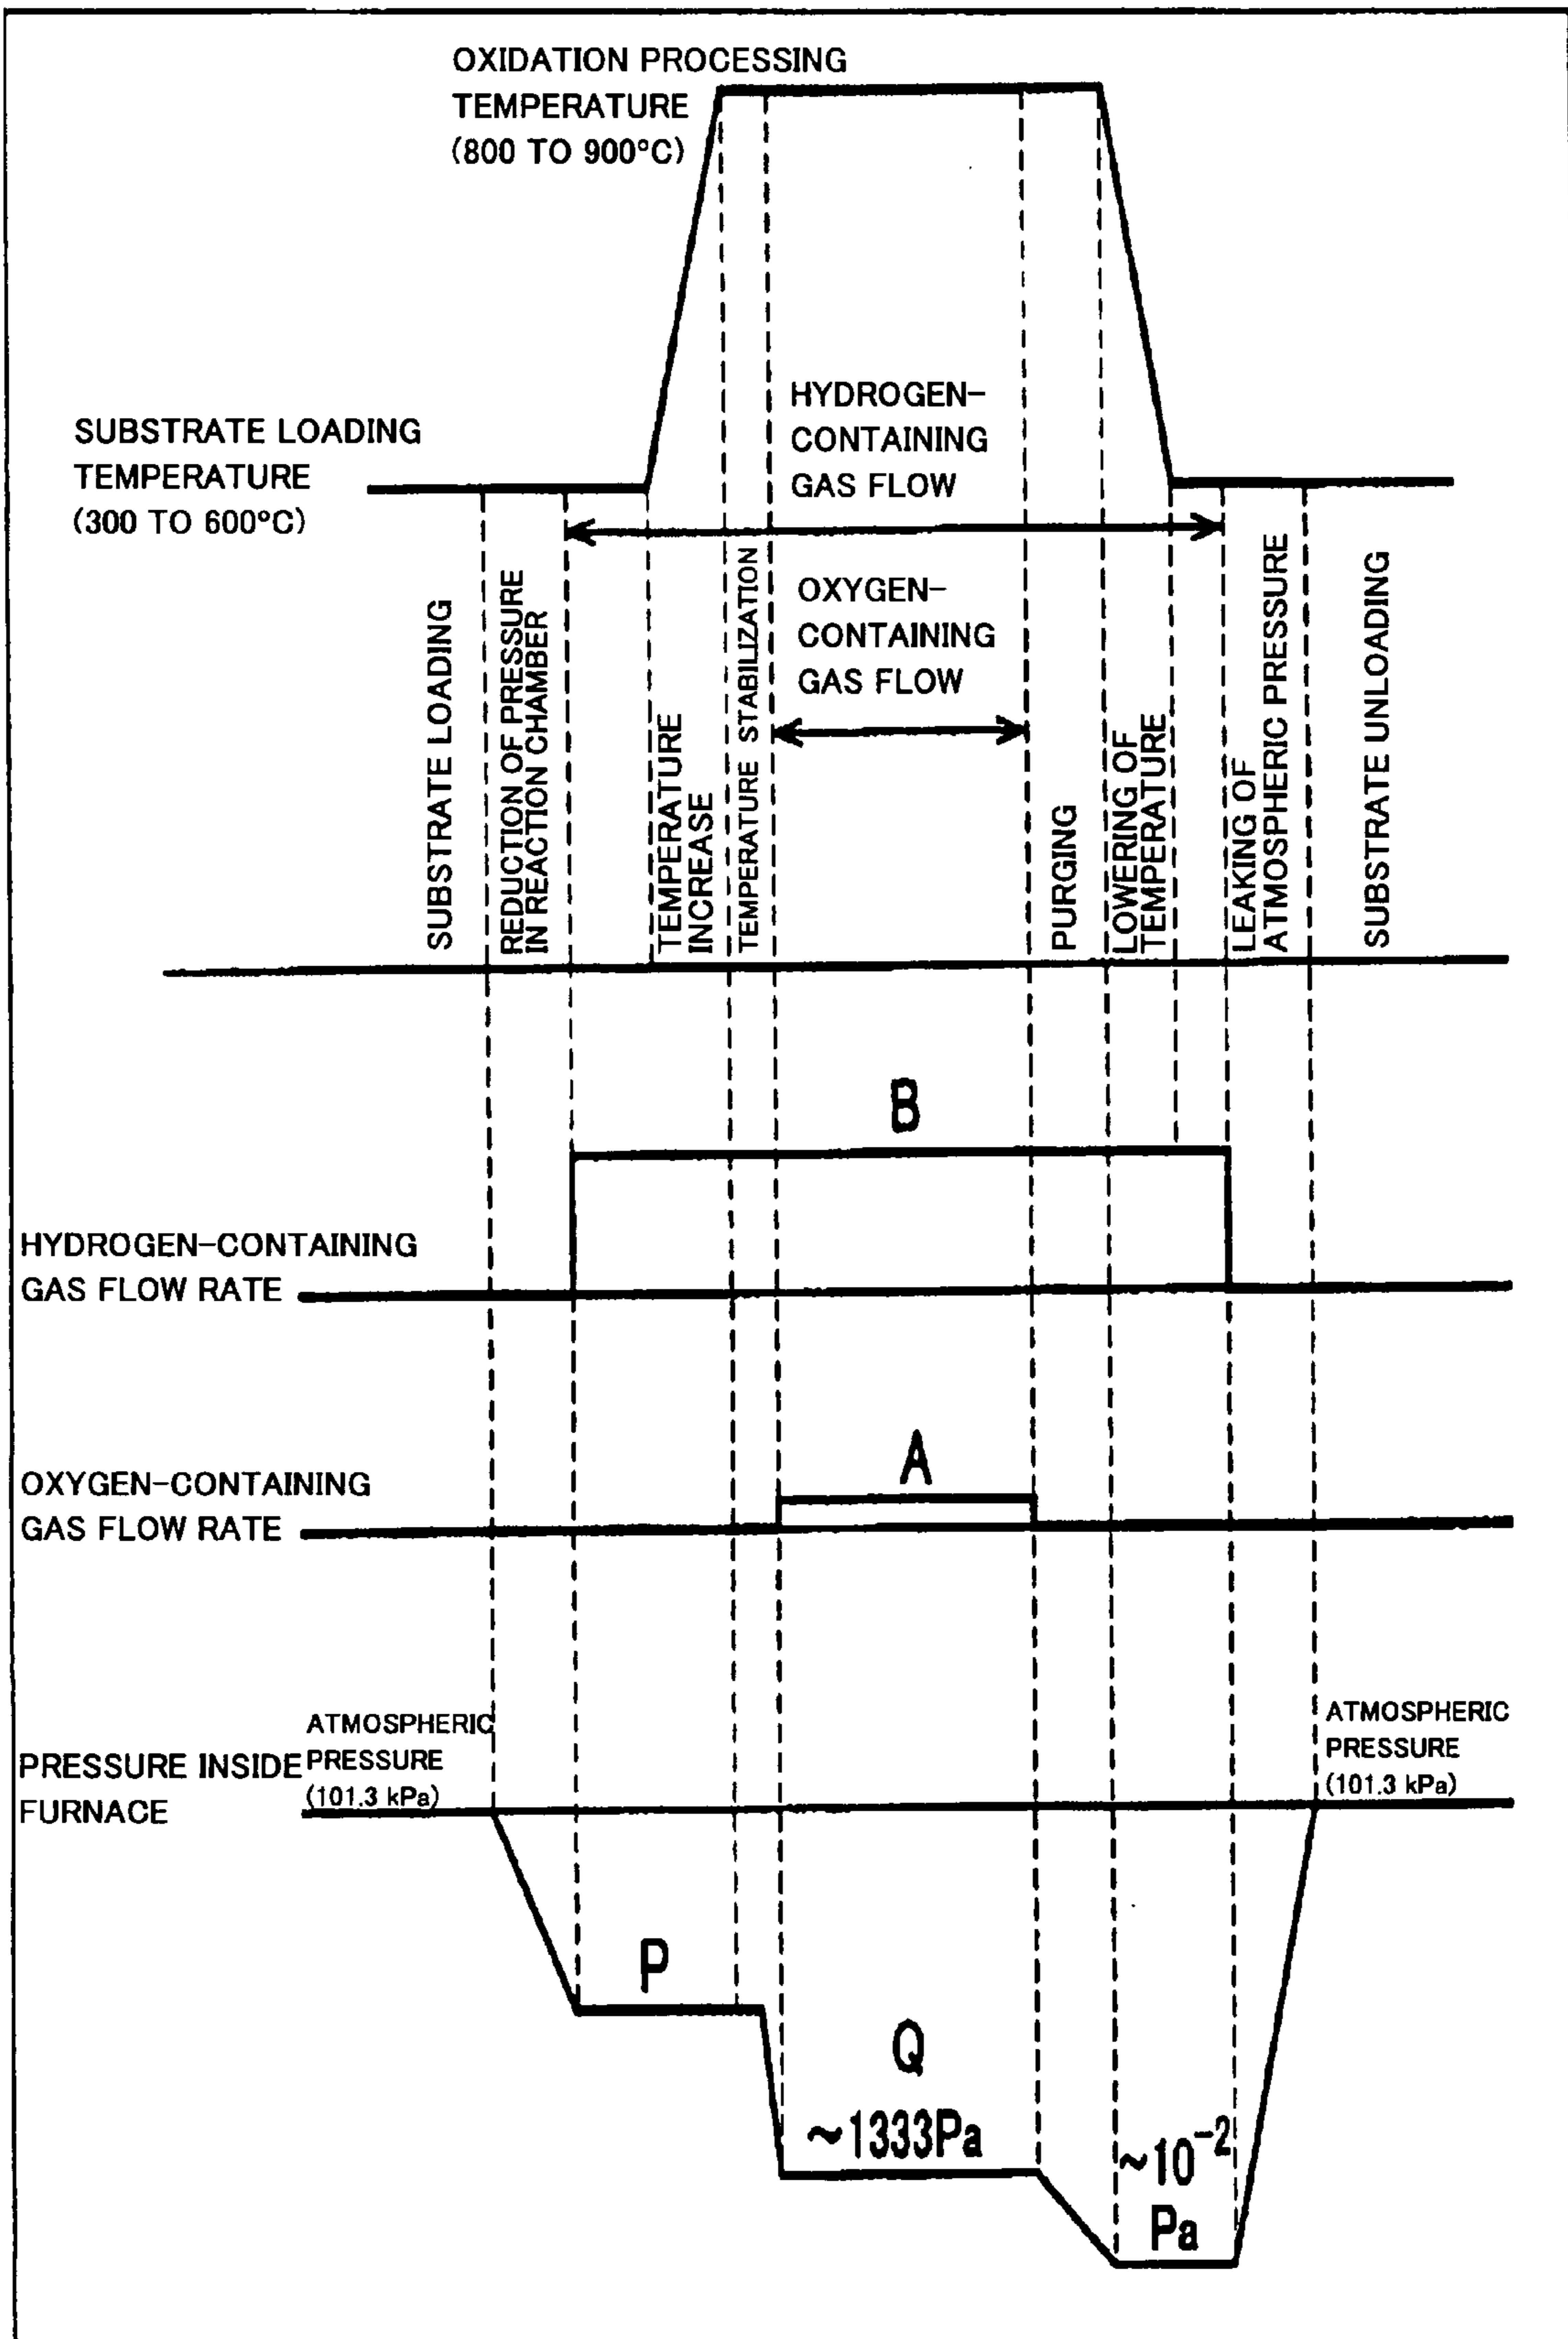 OXIDATION PROCESSING
TEMPERATURE
(800 TO 900°C)
SUBSTRATE LOADING
TEMPERATURE
(300 TO 600°C)
HYDROGEN-
CONTAINING
GAS FLOW
OXYGEN-
CONTAINING
GAS FLOW
SUBSTRATE LOADING
REDUCTION OF PRESSURE
IN REACTION CHAMBER
TEMPERATURE
INCREASE
TEMPERATURE STABILIZATION
PURGING
LOWERING OF
TEMPERATURE
LEAKING OF
ATMOSPHERIC PRESSURE
SUBSTRATE UNLOADING
B
HYDROGEN-CONTAINING
GAS FLOW RATE
A
OXYGEN-CONTAINING
GAS FLOW RATE
ATMOSPHERIC
PRESSURE
(101.3 kPa)
PRESSURE INSIDE
FURNACE
ATMOSPHERIC
PRESSURE
(101.3 kPa)
P
Q
~1333Pa
~10⁻²
Pa